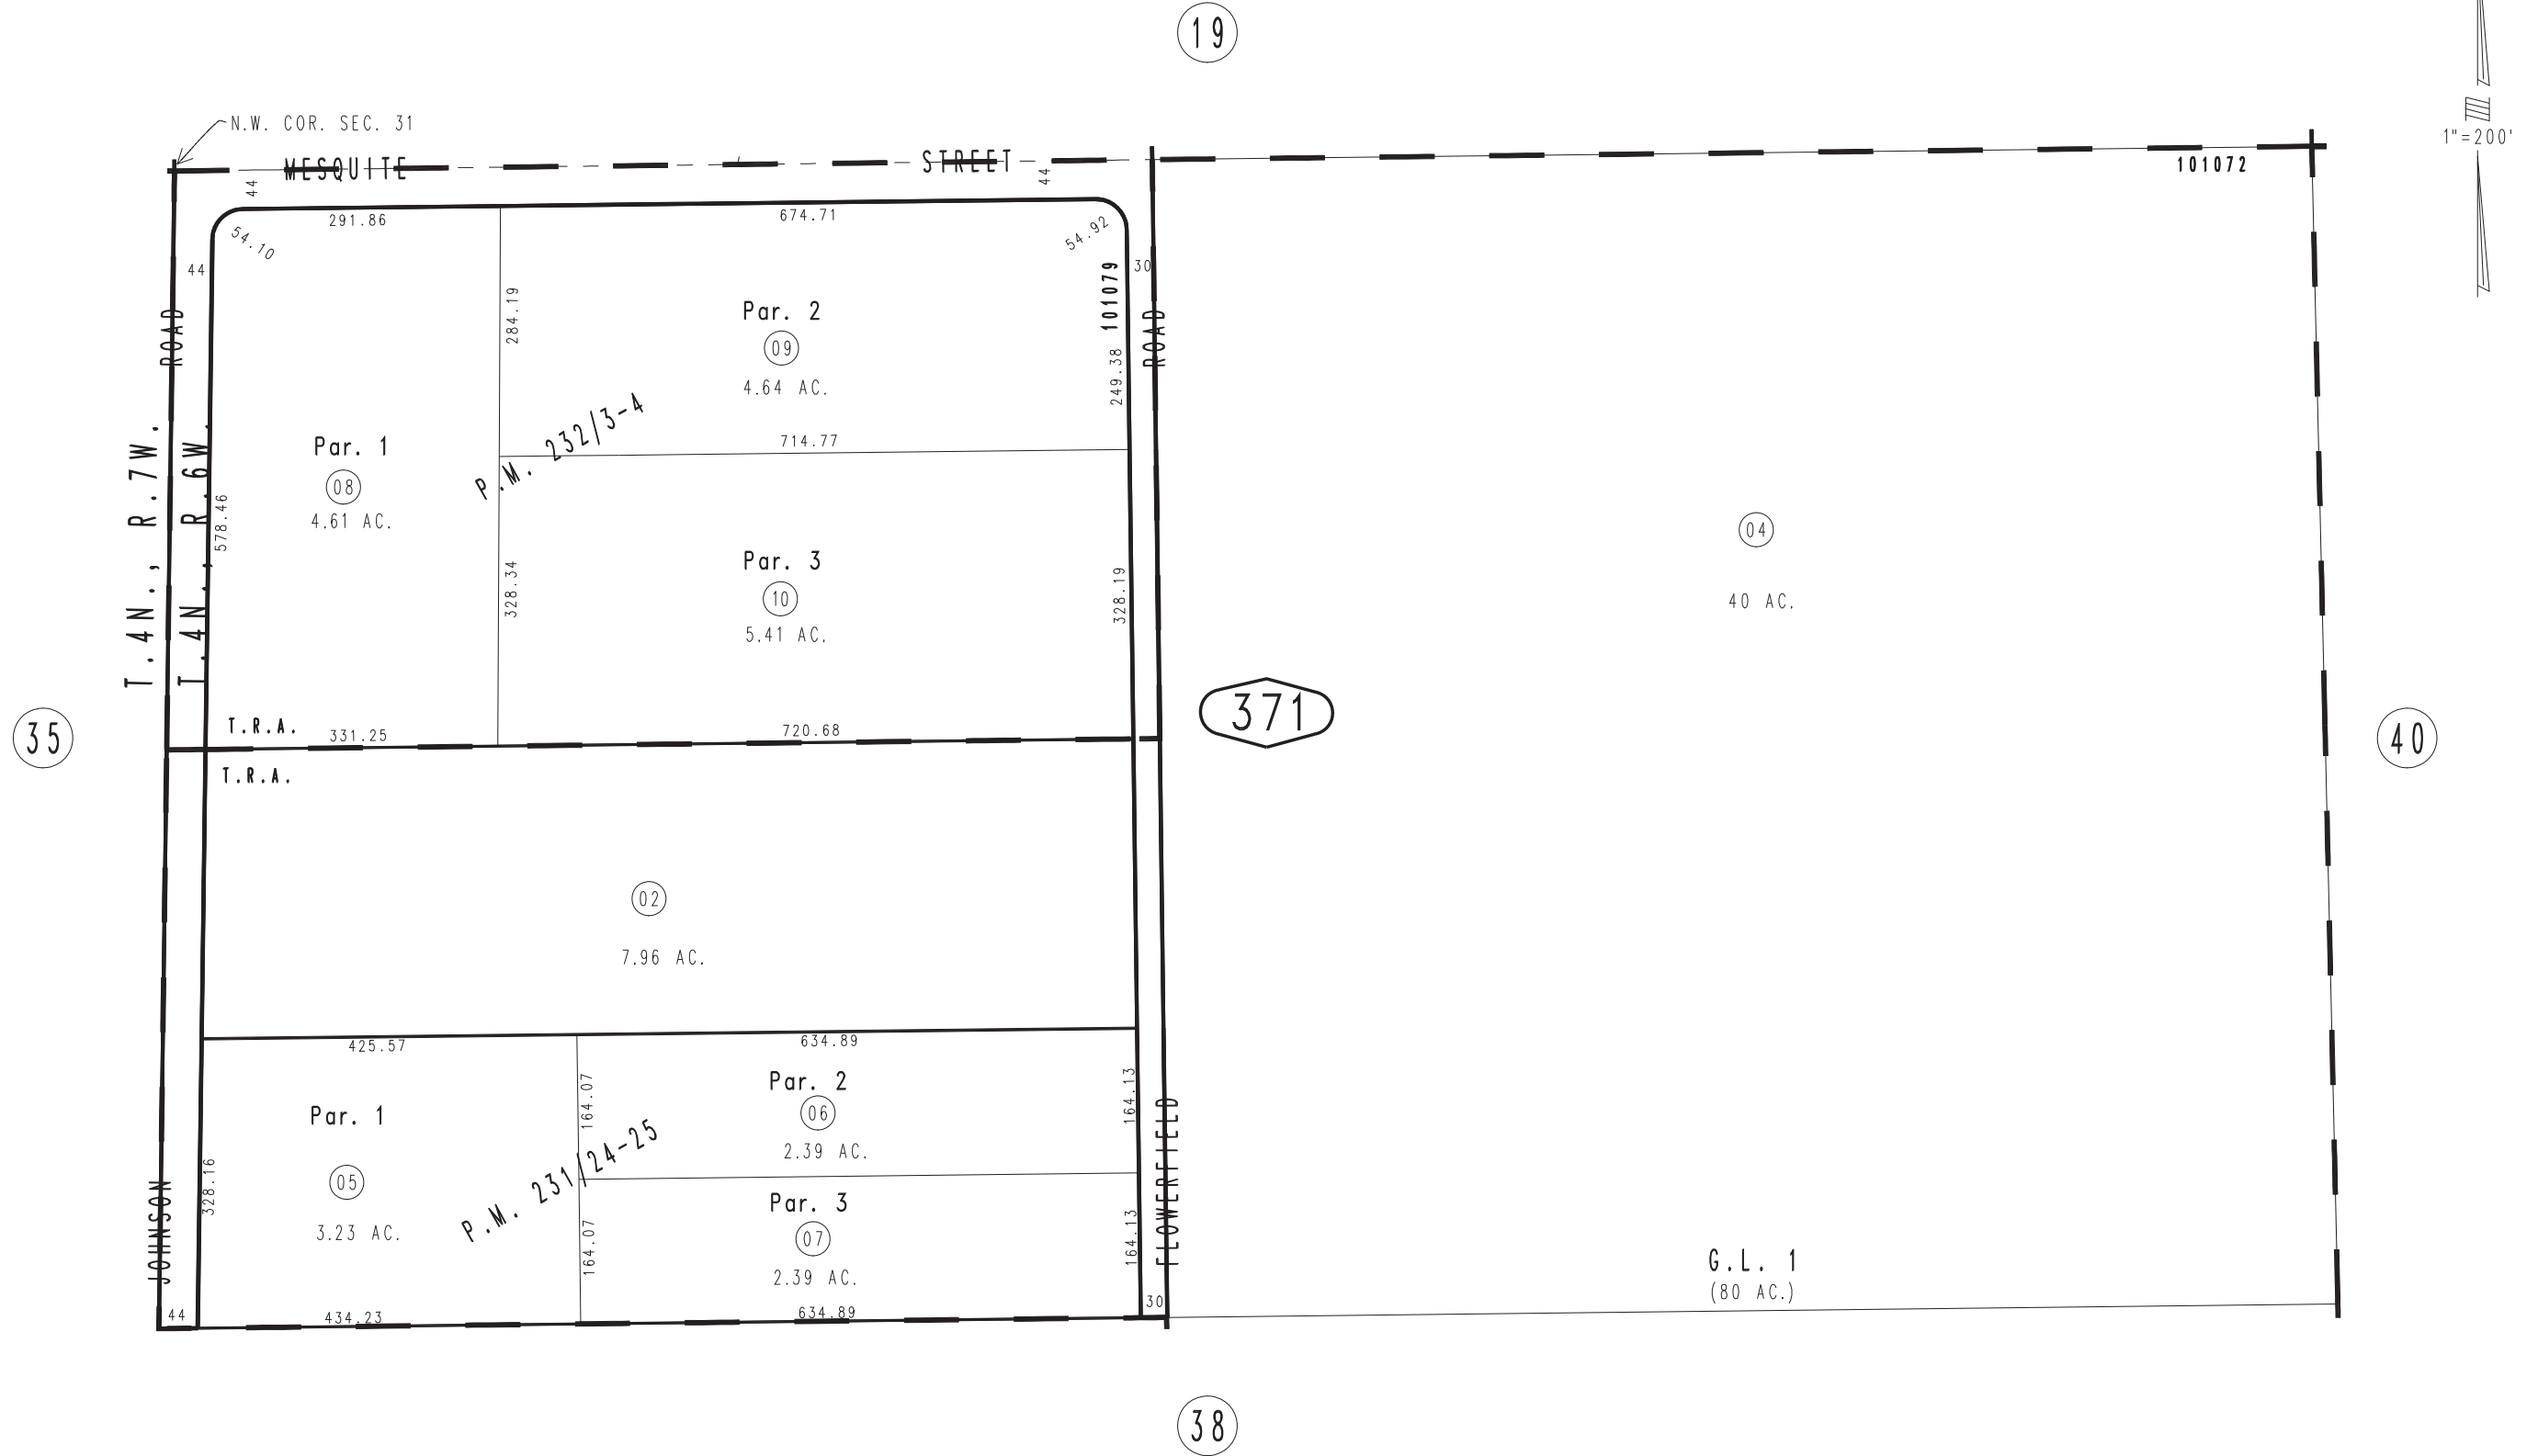 19
1"=200'
N.W. COR. SEC. 31
MESQUITE
STREET
101072
44
44
291.86
674.71
54.10
54.92
44
30
ROAD
ROAD
101079
284.19
249.38
Par. 2
09
4.64 AC.
P.M. 232/3-4
714.77
Par. 1
08
4.61 AC.
T.4N., R.7W.
T.4N., R.6W.
578.46
04
40 AC.
Par. 3
10
5.41 AC.
328.34
328.19
371
35
40
T.R.A.
331.25
720.68
T.R.A.
02
7.96 AC.
425.57
634.89
Par. 1
05
3.23 AC.
P.M. 231/24-25
164.07
164.13
Par. 2
06
2.39 AC.
328.16
JOHNSON
FLOWERFIELD
Par. 3
07
2.39 AC.
164.07
164.13
G.L. 1
(80 AC.)
44
434.23
634.89
30
38